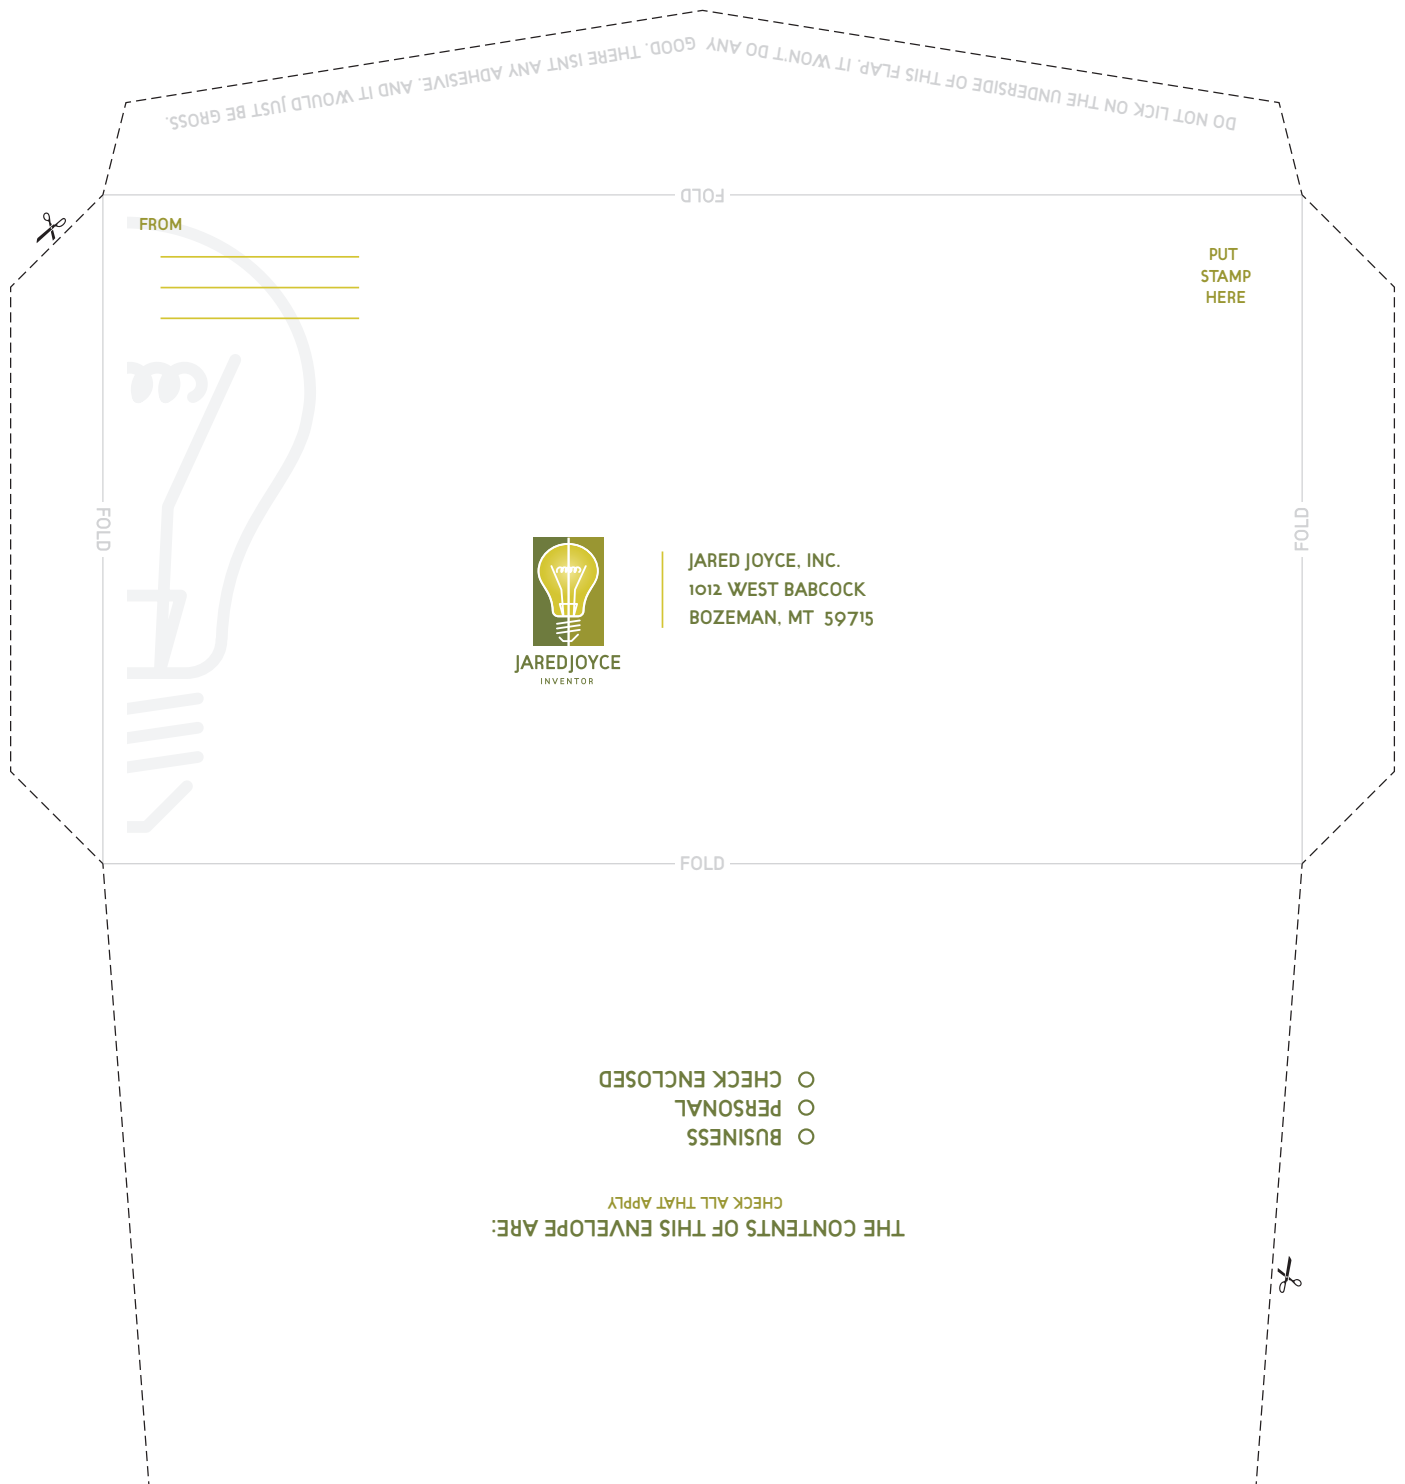 DO NOT LICK ON THE UNDERSIDE OF THIS FLAP. IT WON'T DO ANY GOOD. THERE ISNT ANY ADHESIVE. AND IT WOULD JUST BE GROSS.
FOLD
FROM
PUT
STAMP
HERE
FOLD
FOLD
JARED JOYCE, INC.
1012 WEST BABCOCK
BOZEMAN, MT 59715
JAREDJOYCE
INVENTOR
FOLD
THE CONTENTS OF THIS ENVELOPE ARE:
CHECK ALL THAT APPLY
BUSINESS
PERSONAL
CHECK ENCLOSED